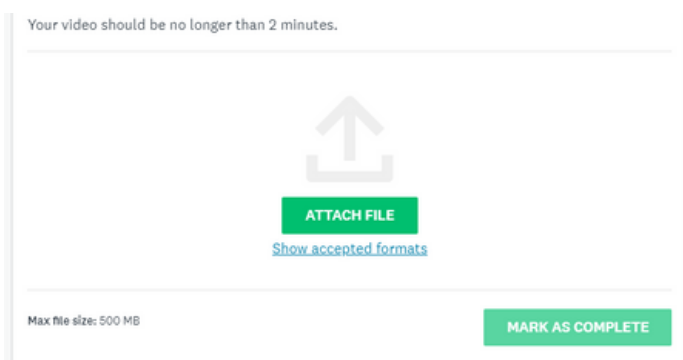 Your video should be no longer than 2 minutes.
ATTACH FILE
Show accepted formats
Max file size: 500 MB
MARK AS COMPLETE